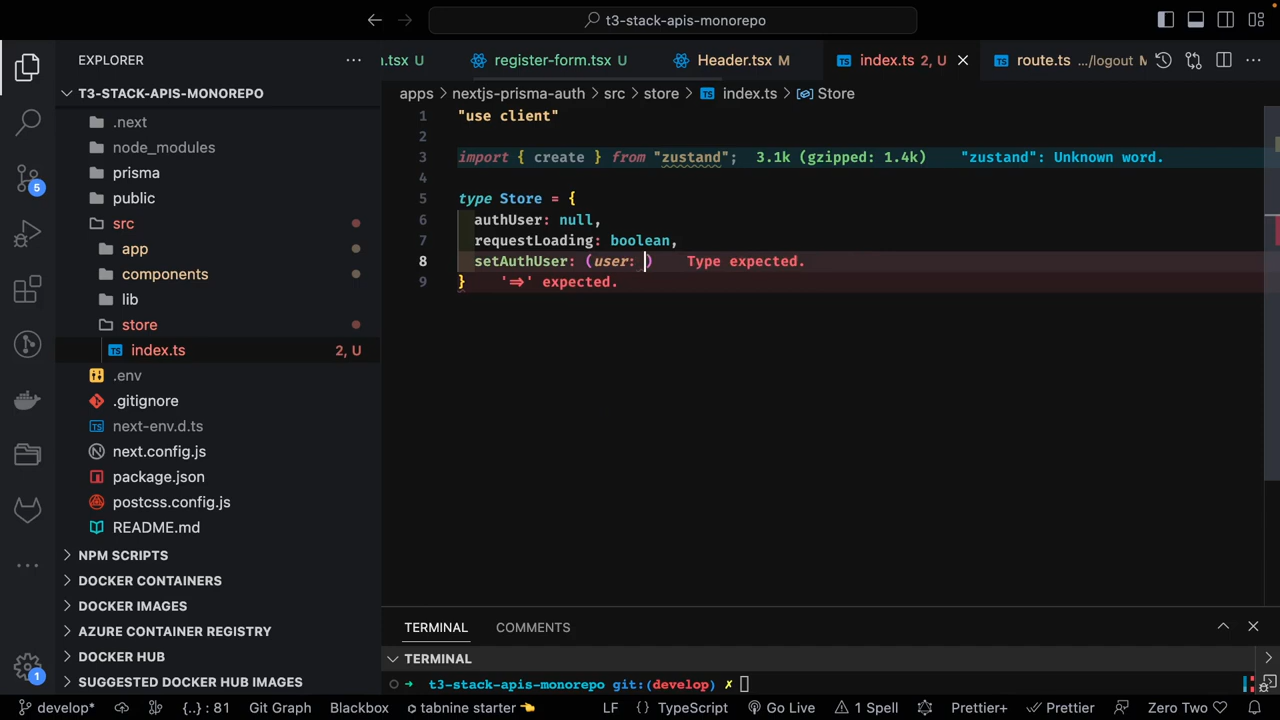 t3-stack-apis-monorepo
EXPLORER
n.tsx U
register-form.tsx U
Header.tsx M
index.ts 2, U
route.ts .../logout M
T3-STACK-APIS-MONOREPO
.next
node_modules
prisma
public
src
app
components
lib
store
index.ts 2, U
.env
.gitignore
next-env.d.ts
next.config.js
package.json
postcss.config.js
README.md
NPM SCRIPTS
DOCKER CONTAINERS
DOCKER IMAGES
AZURE CONTAINER REGISTRY
DOCKER HUB
SUGGESTED DOCKER HUB IMAGES
5
1
apps > nextjs-prisma-auth > src > store > TS index.ts > Store
1 "use client"
2
3 import { create } from "zustand"; 3.1k (gzipped: 1.4k) "zustand": Unknown word.
4
5 type Store = {
6 authUser: null,
7 requestLoading: boolean,
8 setAuthUser: (user: ) Type expected.
9 } '⇒' expected.
TERMINAL COMMENTS
TERMINAL
t3-stack-apis-monorepo git:(develop) ✗
develop* {..} : 81 Git Graph Blackbox tabnine starter LF {} TypeScript Go Live 1 Spell Prettier+ Prettier Zero Two